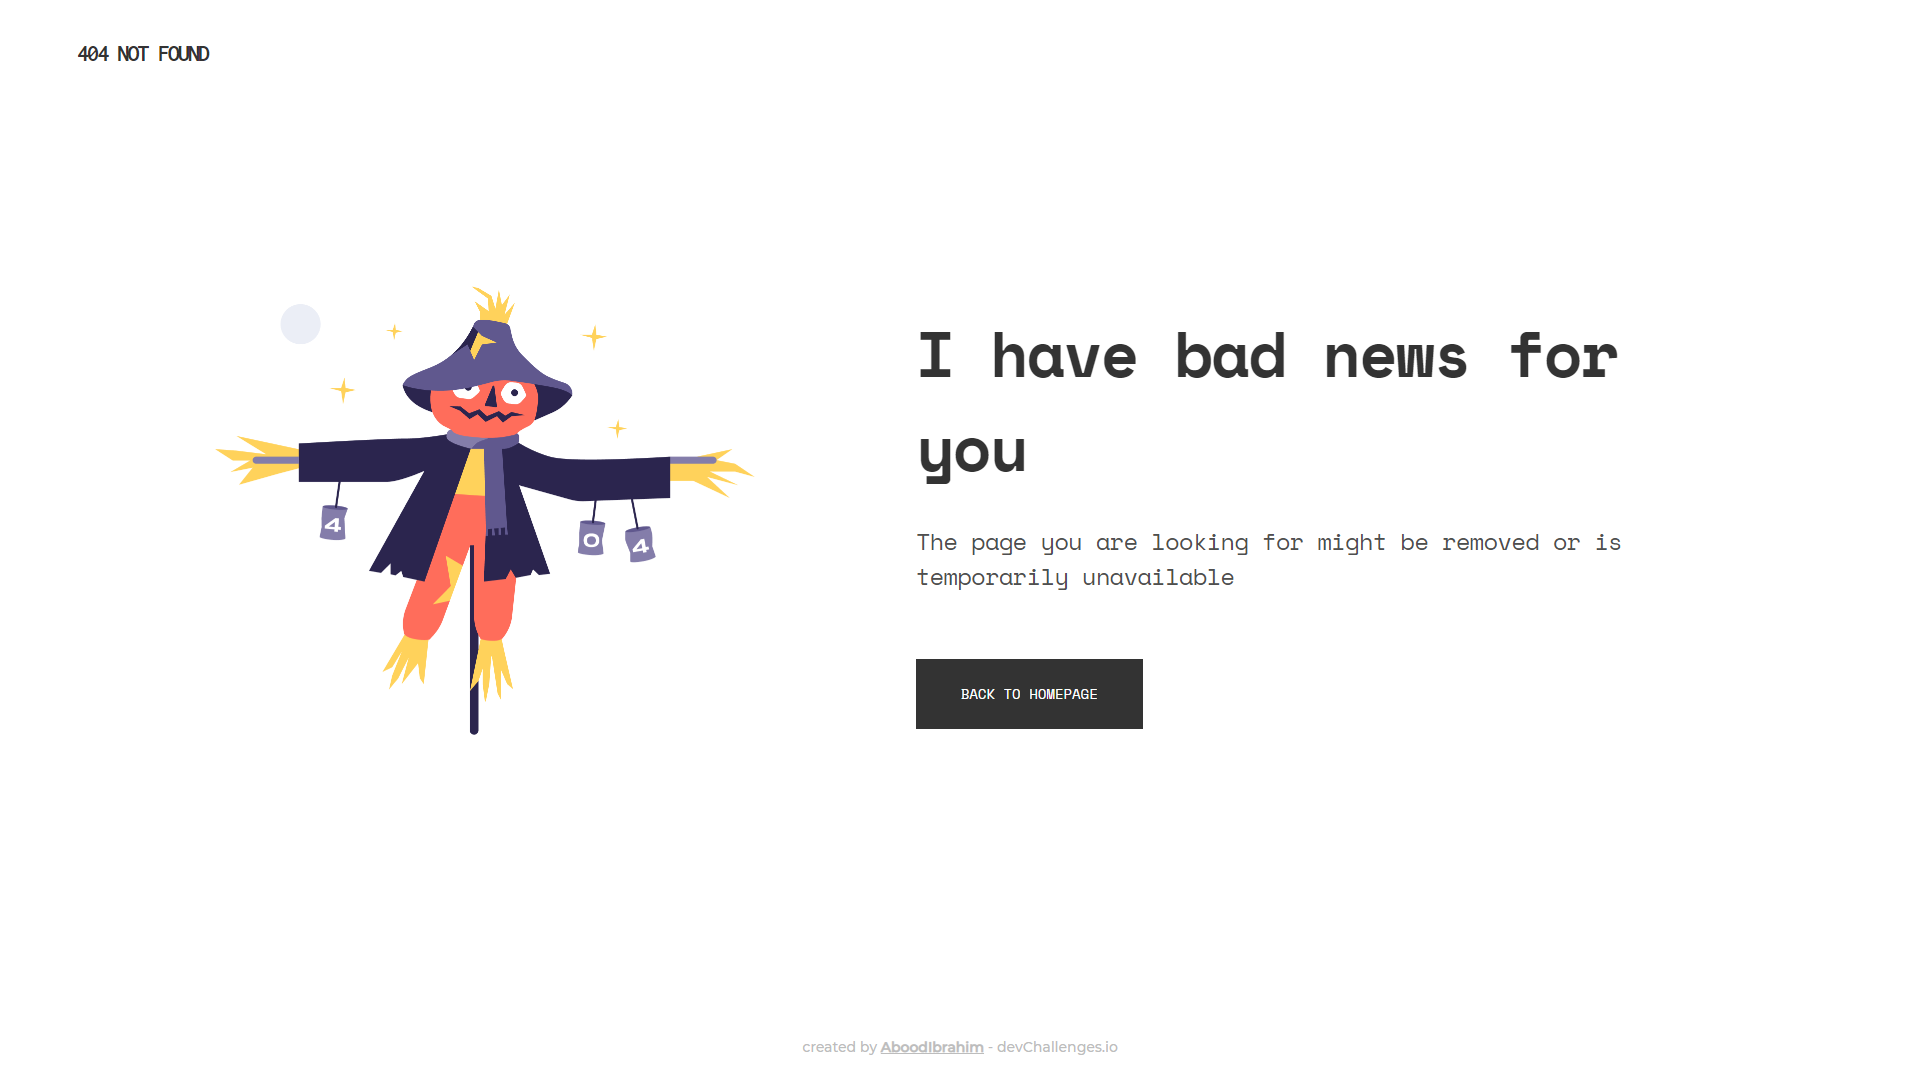 404 NOT FOUND
4
0
4
I have bad news for
you
The page you are looking for might be removed or is
temporarily unavailable
BACK TO HOMEPAGE
created by AboodIbrahim - devChallenges.io